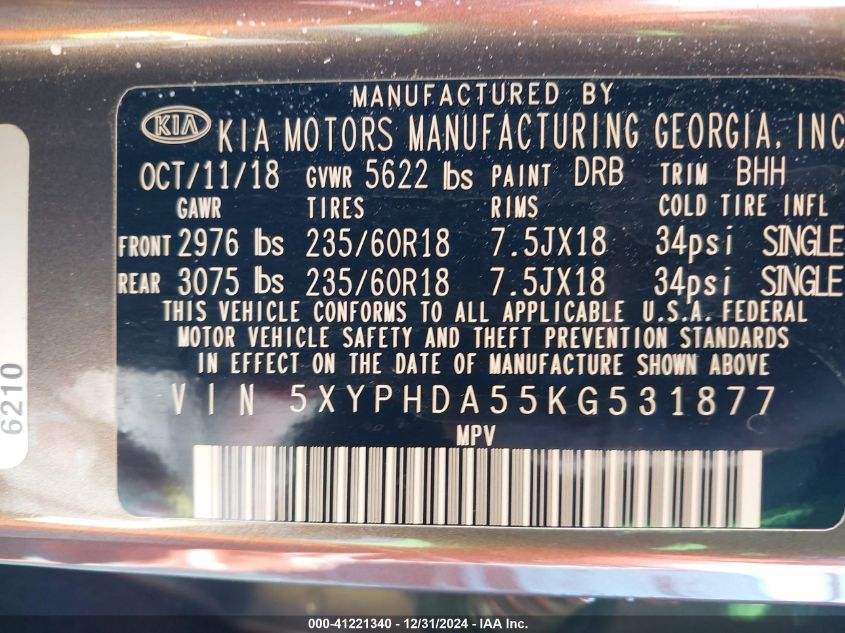 MANUFACTURED BY
KIA KIA MOTORS MANUFACTURING GEORGIA, INC
OCT/11/18 GVWR 5622 lbs PAINT DRB TRIM BHH
GAWR TIRES RIMS COLD TIRE INFL
FRONT 2976 lbs 235/60R18 7.5JX18 34psi SINGLE
REAR 3075 lbs 235/60R18 7.5JX18 34psi SINGLE
THIS VEHICLE CONFORMS TO ALL APPLICABLE U.S.A. FEDERAL
MOTOR VEHICLE SAFETY AND THEFT PREVENTION STANDARDS
IN EFFECT ON THE DATE OF MANUFACTURE SHOWN ABOVE
VIN 5XYPHDA55KG531877
MPV
6210
000-41221340 - 12/31/2024 - IAA Inc.